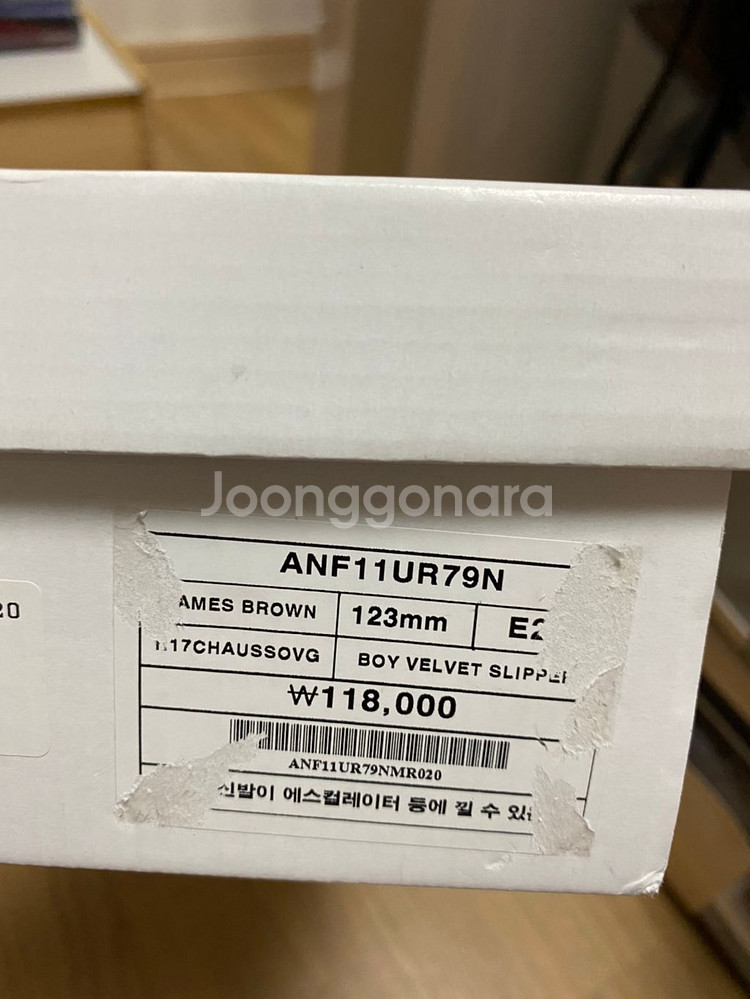 Joonggonara
ANF11UR79N
AMES BROWN 123mm E2
17CHAUSSOVG BOY VELVET SLIPPER
₩118,000
ANF11UR79NMR020
신발이 에스컬레이터 등에 낄 수 있
20